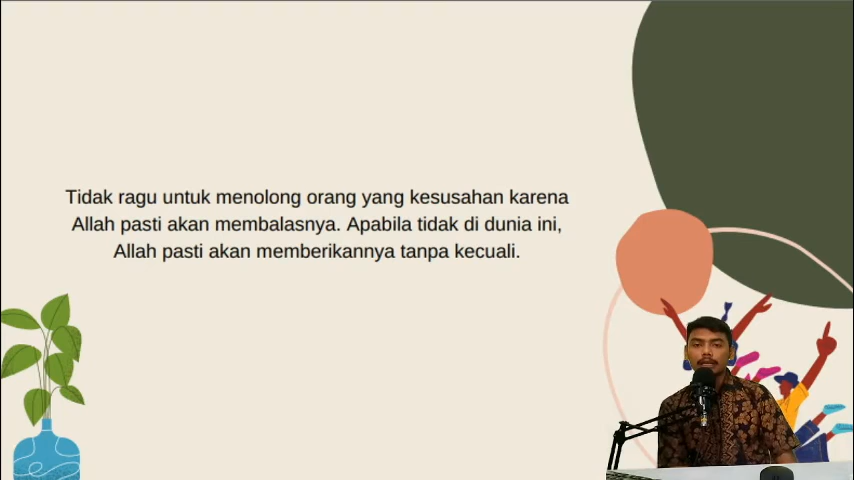 Tidak ragu untuk menolong orang yang kesusahan karena
Allah pasti akan membalasnya. Apabila tidak di dunia ini,
Allah pasti akan memberikannya tanpa kecuali.